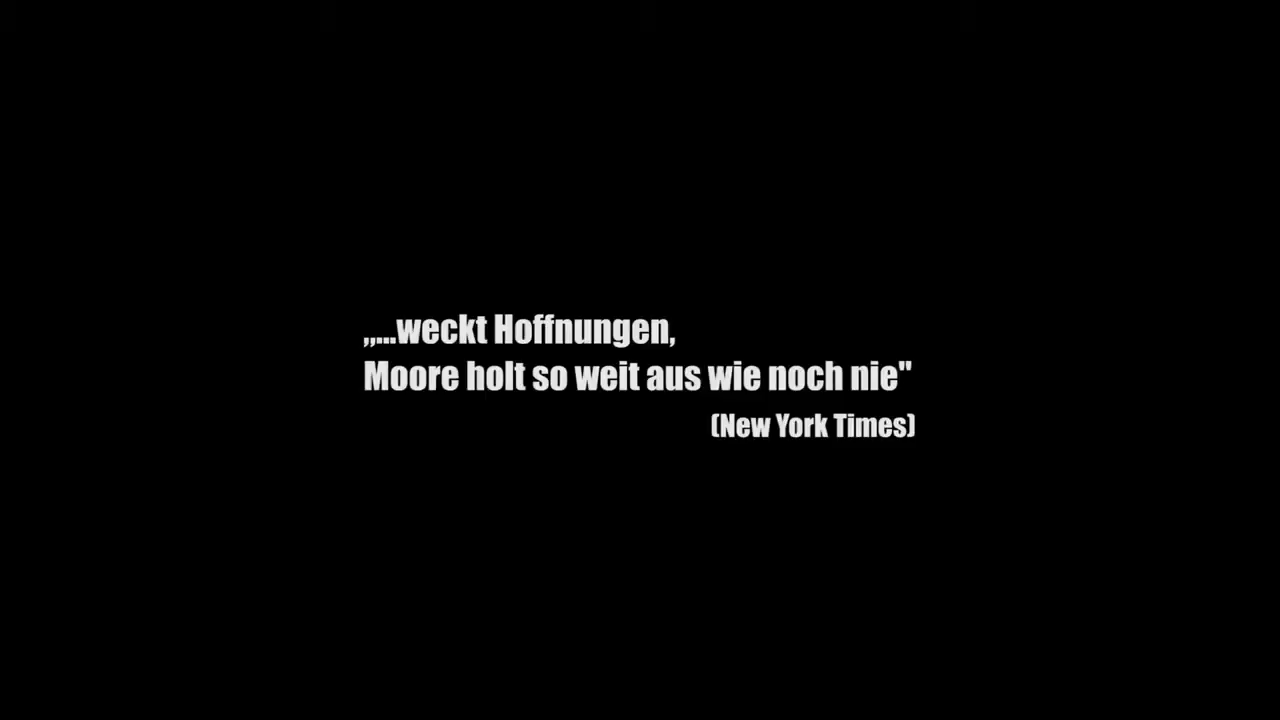 „...weckt Hoffnungen,
Moore holt so weit aus wie noch nie"
(New York Times)